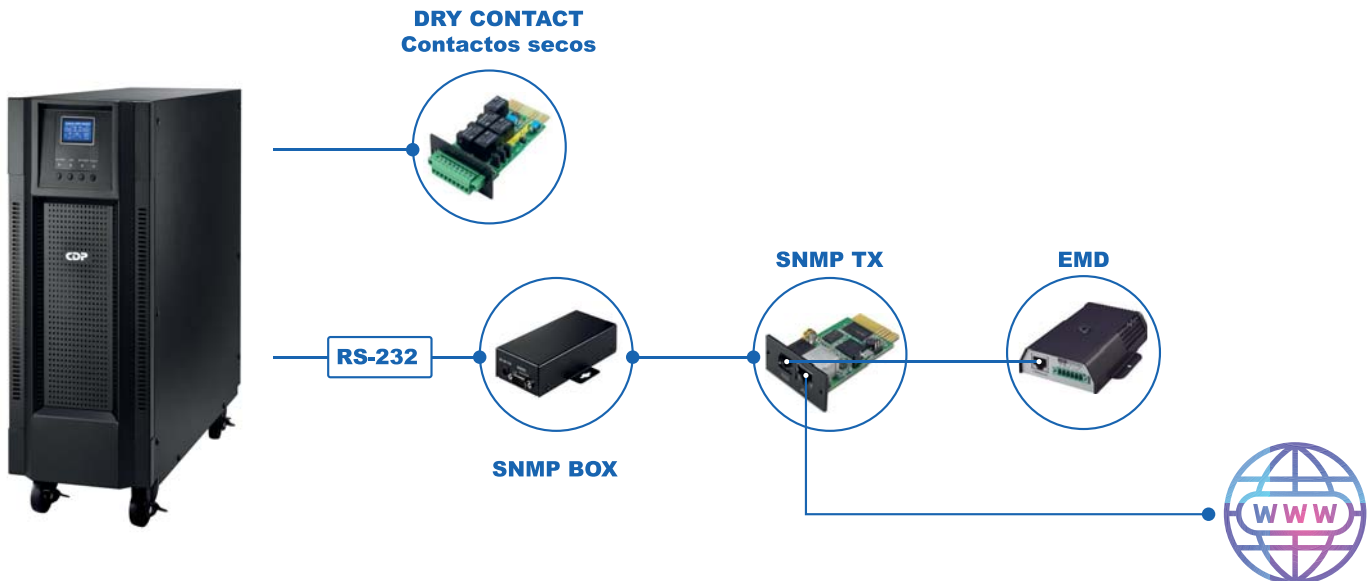 DRY CONTACT
Contactos secos
CDP
SNMP TX
EMD
RS-232
SNMP BOX
WWW